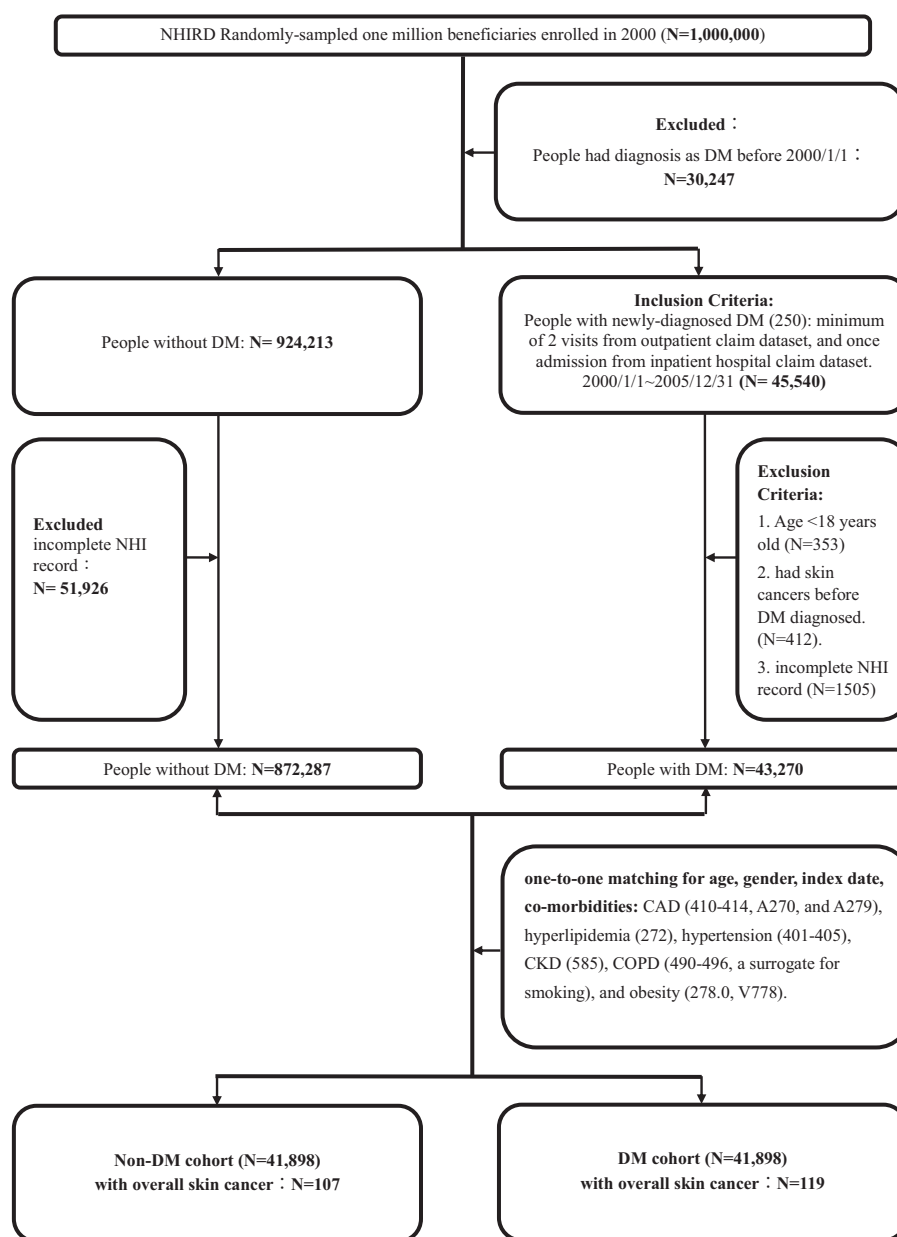 NHIRD Randomly-sampled one million beneficiaries enrolled in 2000 (N=1,000,000)
Excluded：
People had diagnosis as DM before 2000/1/1：
N=30,247
People without DM: N= 924,213
Inclusion Criteria:
People with newly-diagnosed DM (250): minimum
of 2 visits from outpatient claim dataset, and once
admission from inpatient hospital claim dataset.
2000/1/1~2005/12/31 (N= 45,540)
Excluded
incomplete NHI
record：
N= 51,926
Exclusion
Criteria:
1. Age <18 years
old (N=353)
2. had skin
cancers before
DM diagnosed.
(N=412).
3. incomplete NHI
record (N=1505)
People without DM: N=872,287
People with DM: N=43,270
one-to-one matching for age, gender, index date,
co-morbidities: CAD (410-414, A270, and A279),
hyperlipidemia (272), hypertension (401-405),
CKD (585), COPD (490-496, a surrogate for
smoking), and obesity (278.0, V778).
Non-DM cohort (N=41,898)
with overall skin cancer：N=107
DM cohort (N=41,898)
with overall skin cancer：N=119